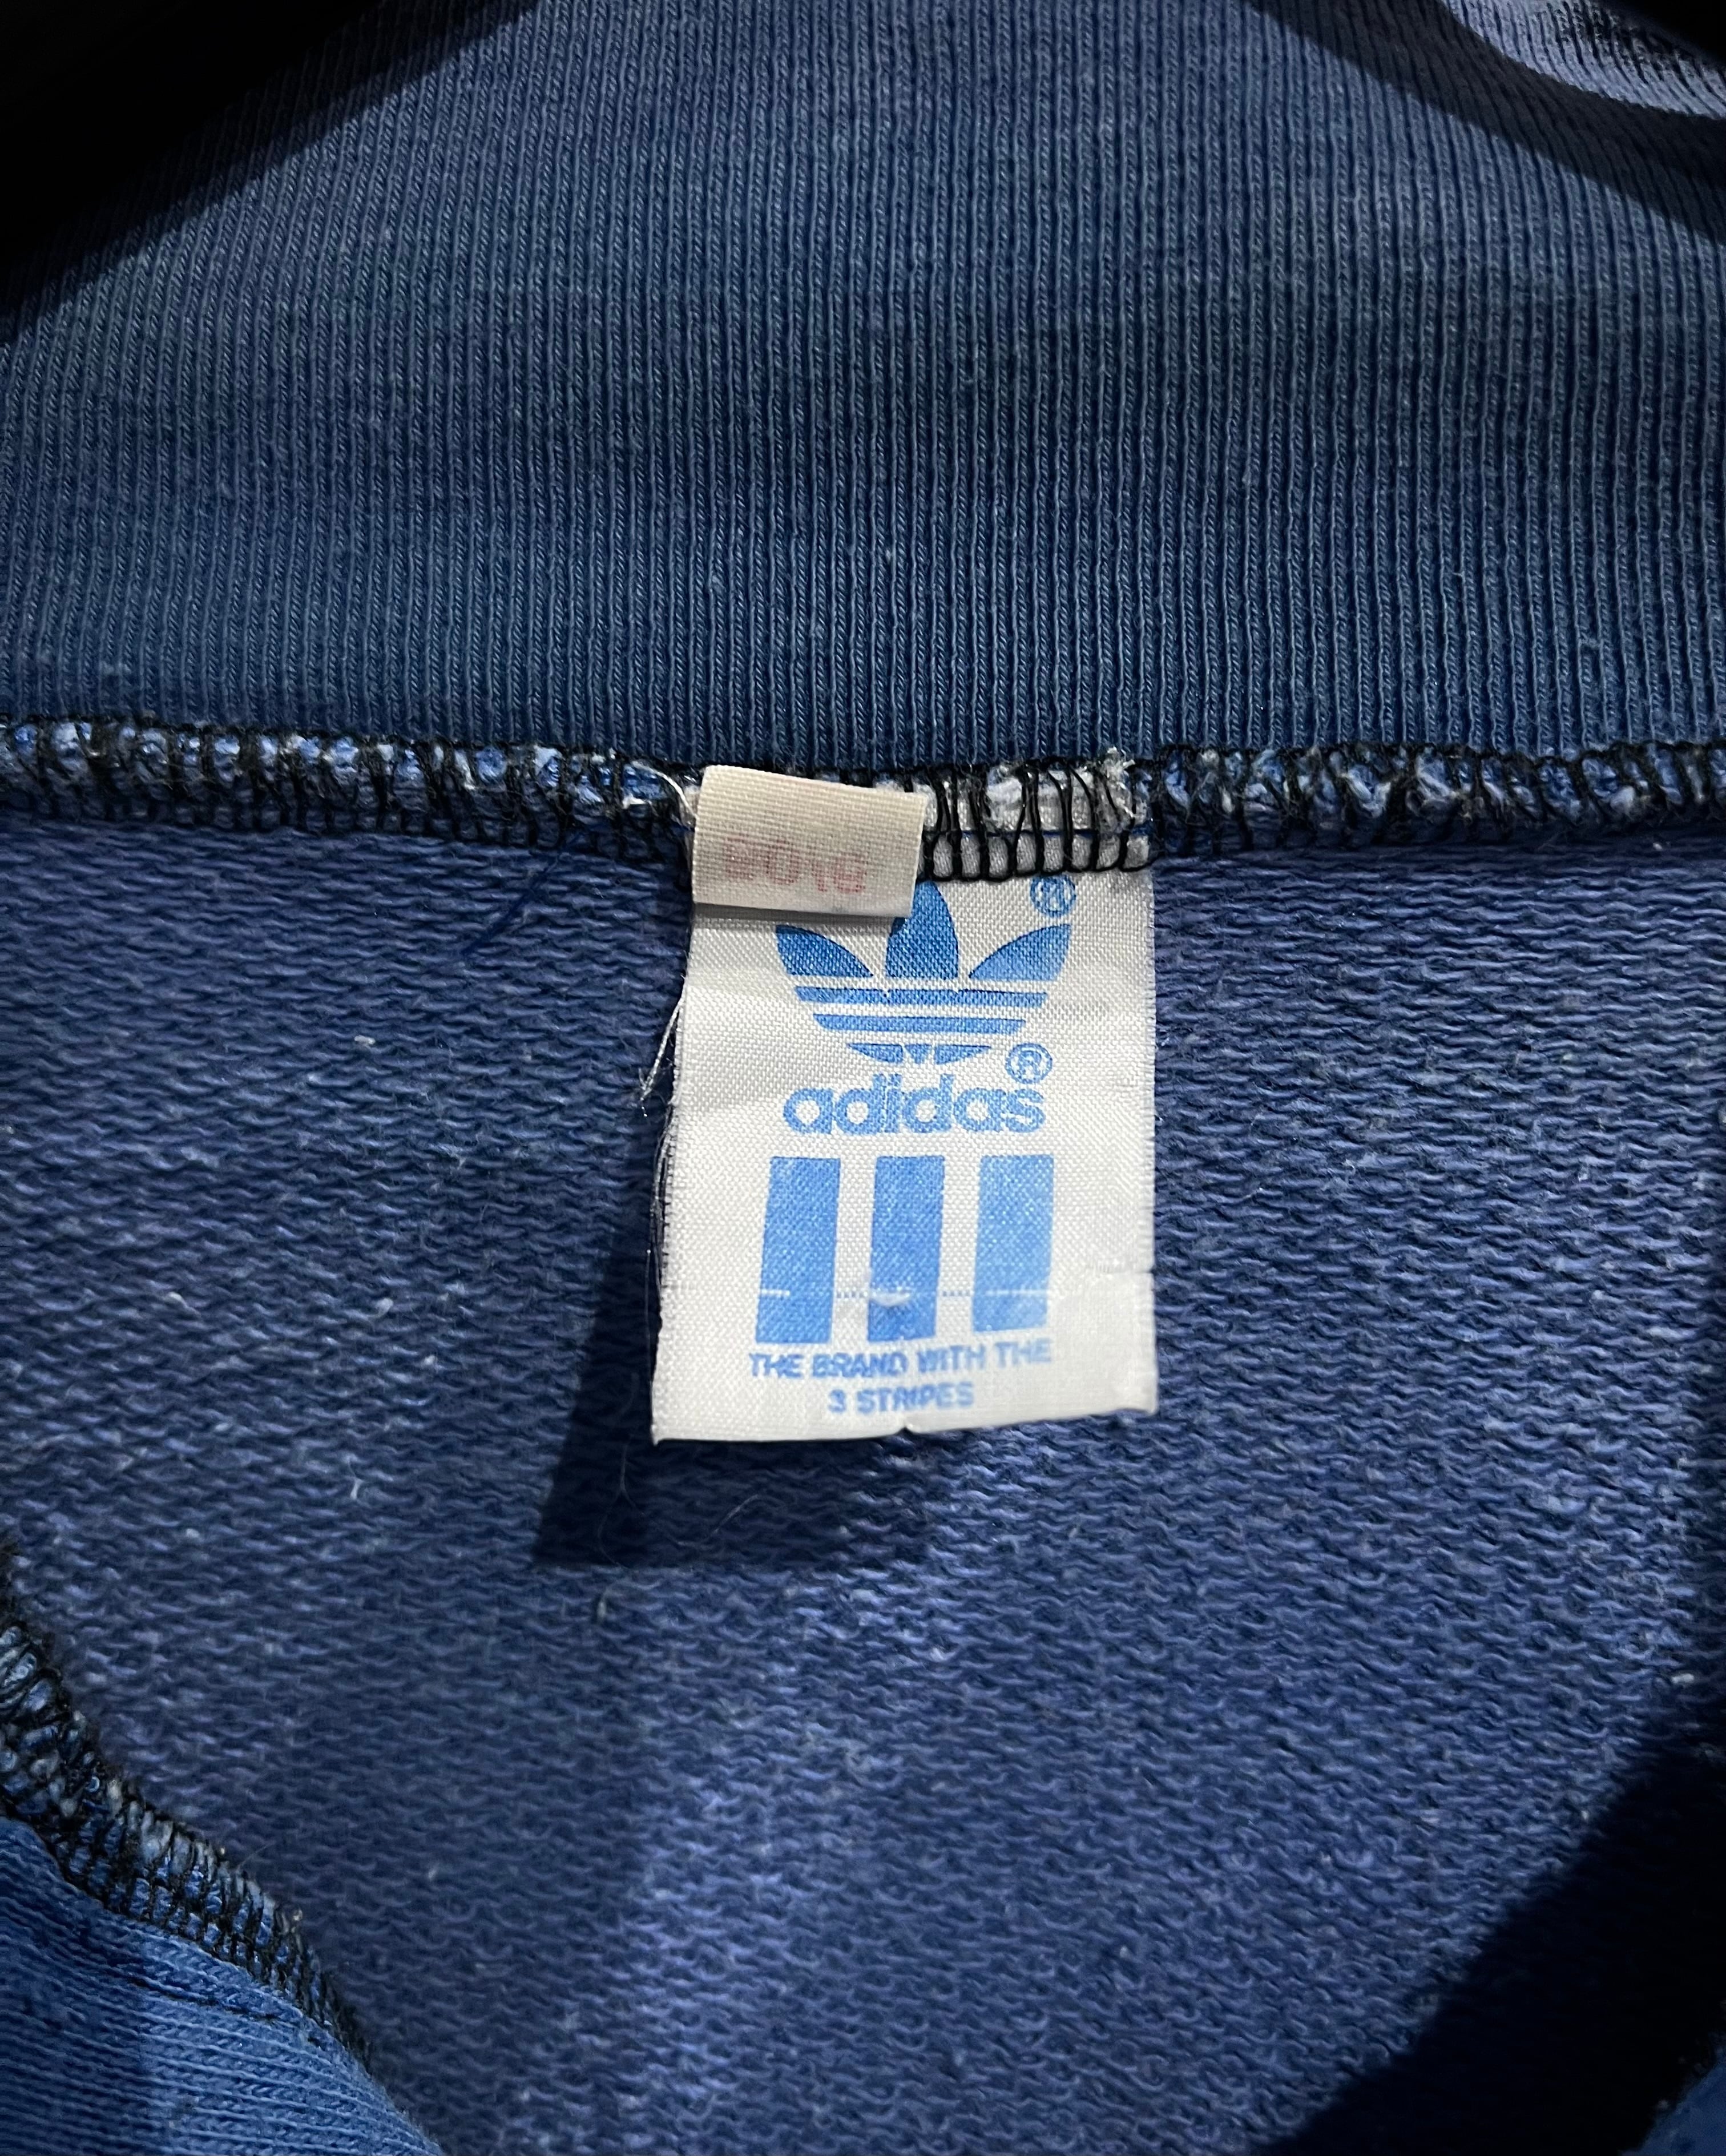 ®
®
adidas
THE BRAND WITH THE
3 STRIPES